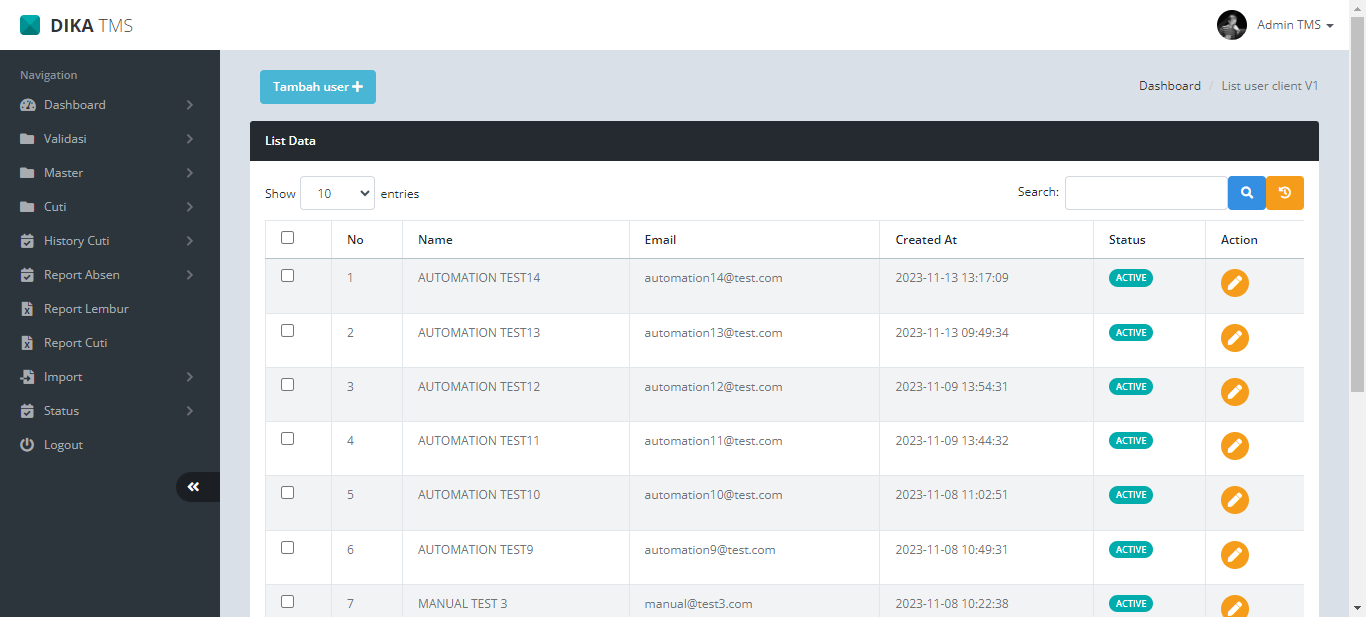 DIKA TMS
Admin TMS
Navigation
Dashboard
Validasi
Master
Cuti
History Cuti
Report Absen
Report Lembur
Report Cuti
Import
Status
Logout
Tambah user
Dashboard / List user client V1
List Data
Show 10 entries
Search:
No Name Email Created At Status Action
1 AUTOMATION TEST14 automation14@test.com 2023-11-13 13:17:09 ACTIVE
2 AUTOMATION TEST13 automation13@test.com 2023-11-13 09:49:34 ACTIVE
3 AUTOMATION TEST12 automation12@test.com 2023-11-09 13:54:31 ACTIVE
4 AUTOMATION TEST11 automation11@test.com 2023-11-09 13:44:32 ACTIVE
5 AUTOMATION TEST10 automation10@test.com 2023-11-08 11:02:51 ACTIVE
6 AUTOMATION TEST9 automation9@test.com 2023-11-08 10:49:31 ACTIVE
7 MANUAL TEST 3 manual@test3.com 2023-11-08 10:22:38 ACTIVE